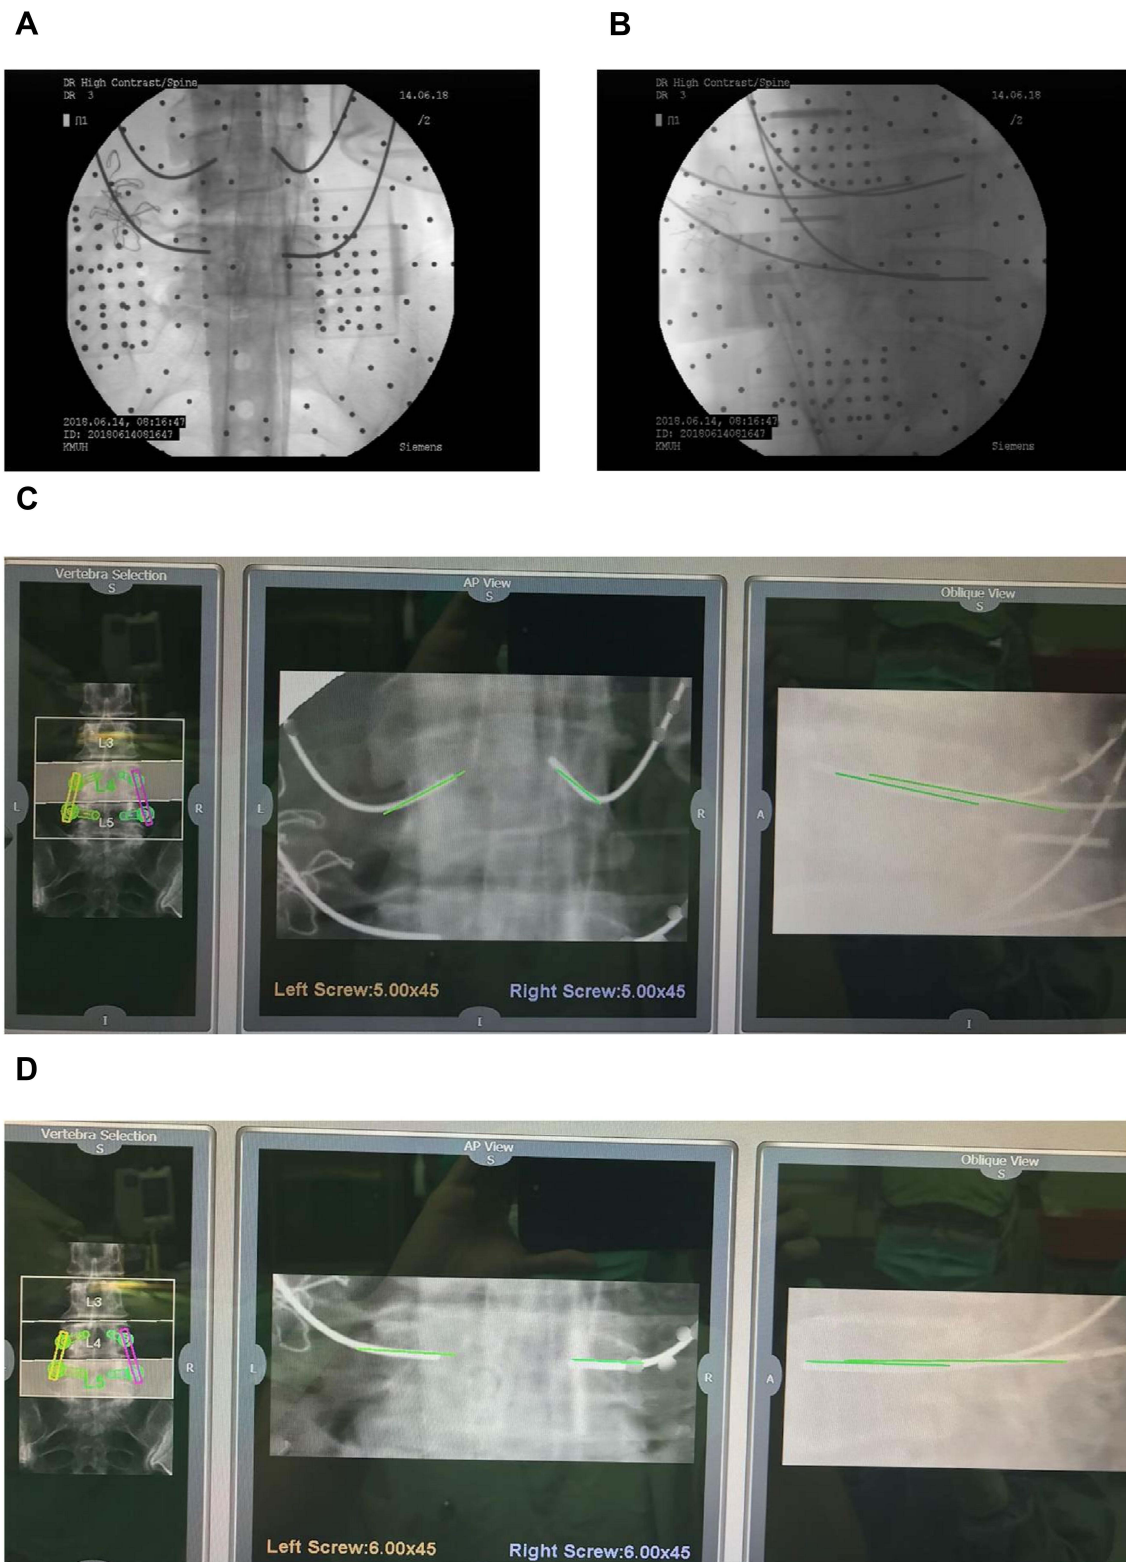 A
B
DR High Contrast/Spine
DR 3
14.06.18
/2
2018.06.14, 08:16:47
ID: 20180614081647
KMUH
Siemens
DR High Contrast/Spine
DR 3
14.06.18
/2
2018.06.14, 08:16:47
ID: 20180614081647
KMUH
Siemens
C
Vertebra Selection
S
AP View
S
Oblique View
S
L3
L4
L5
L
R
L
R
A
Left Screw:5.00x45
Right Screw:5.00x45
I
I
I
D
Vertebra Selection
S
AP View
S
Oblique View
S
L3
L4
L5
R
L
R
A
Left Screw:6.00x45
Right Screw:6.00x45